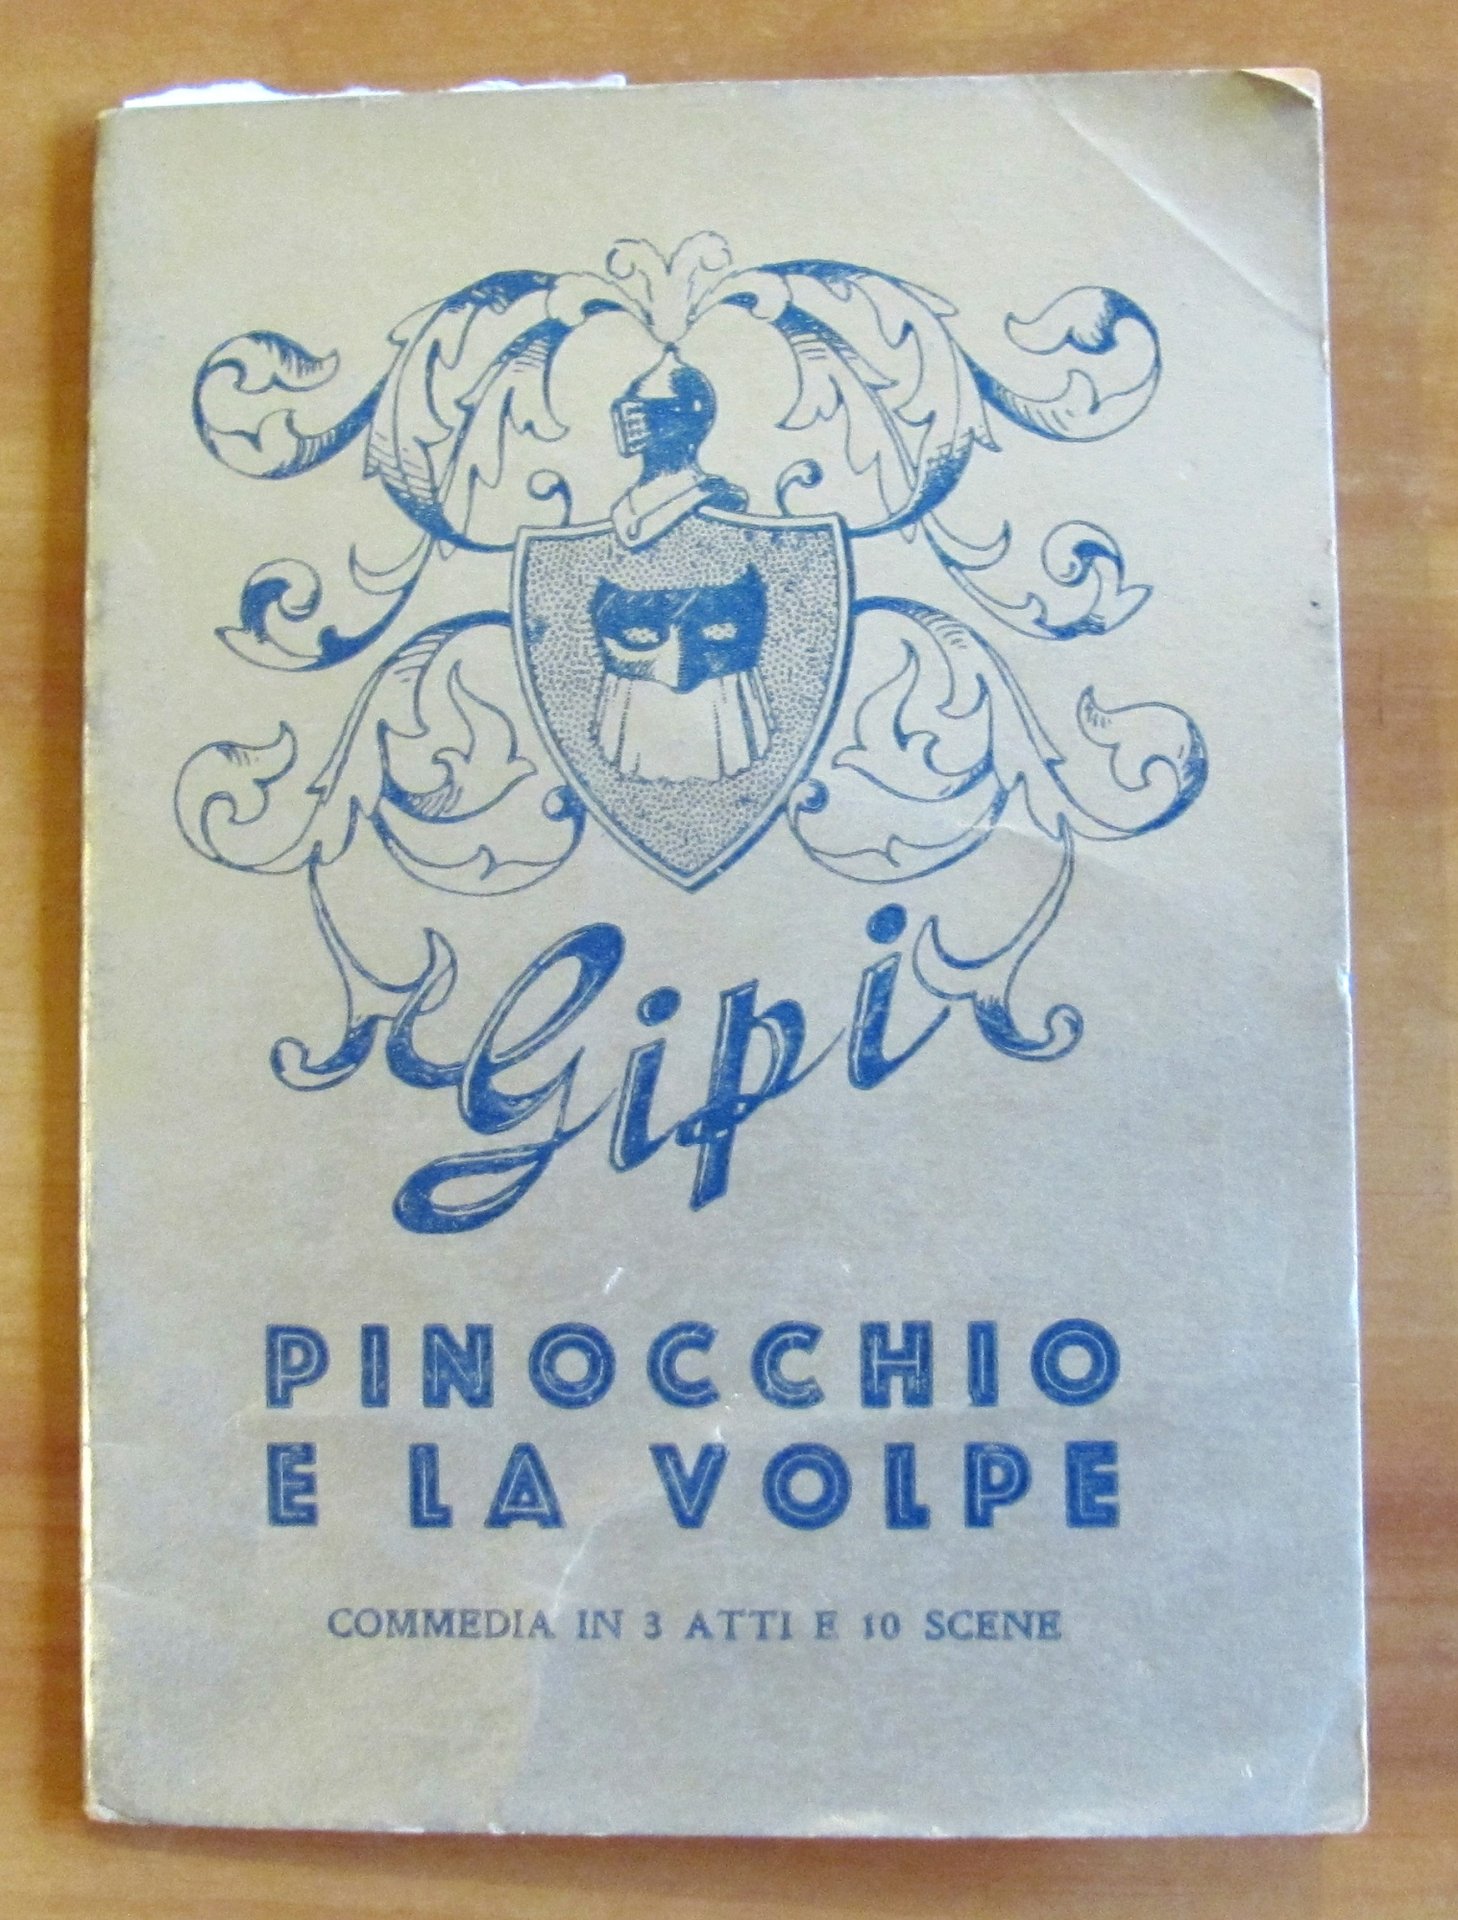 Gipi
PINOCCHIO
E LA VOLPE
COMMEDIA IN 3 ATTI E 10 SCENE